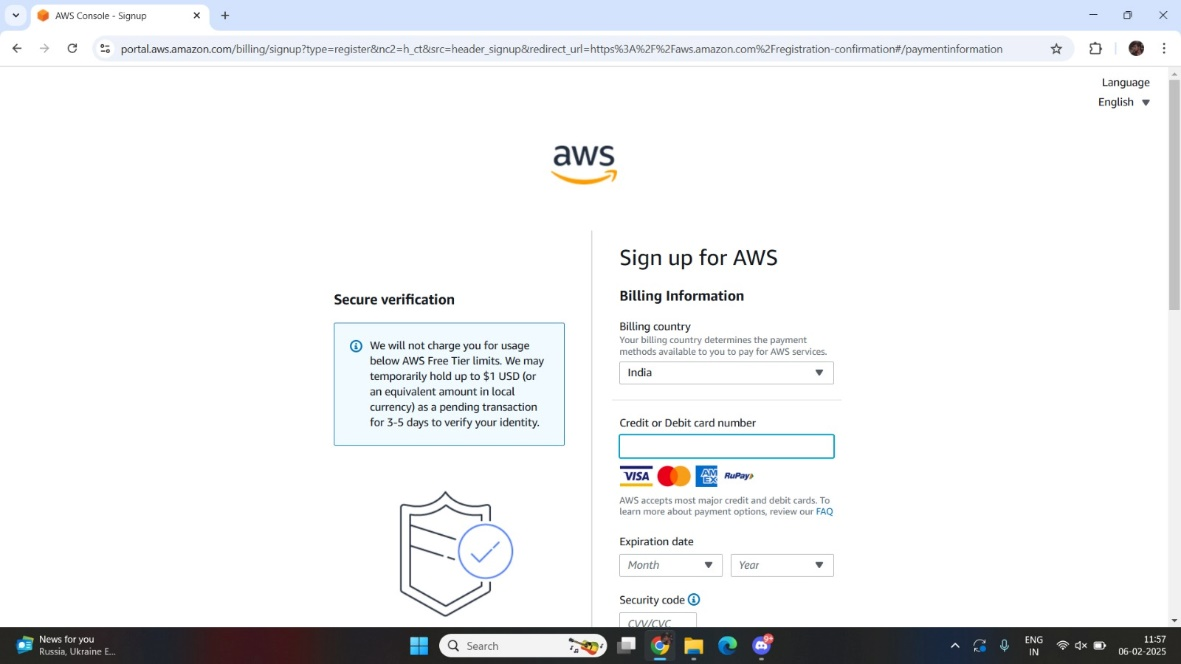 AWS Console - Signup
portal.aws.amazon.com/billing/signup?type=register&nc2=h_ct&src=header_signup&redirect_url=https%3A%2F%2Faws.amazon.com%2Fregistration-confirmation#/paymentinformation
Language
English
aws
Sign up for AWS
Secure verification
We will not charge you for usage
below AWS Free Tier limits. We may
temporarily hold up to $1 USD (or
an equivalent amount in local
currency) as a pending transaction
for 3-5 days to verify your identity.
Billing Information
Billing country
Your billing country determines the payment
methods available to you to pay for AWS services.
India
Credit or Debit card number
VISA
AM
EX
RuPay
AWS accepts most major credit and debit cards. To
learn more about payment options, review our FAQ
Expiration date
Month Year
Security code
CVV/CVC
News for you
Russia, Ukraine E...
Search
ENG
IN
11:57
06-02-2025